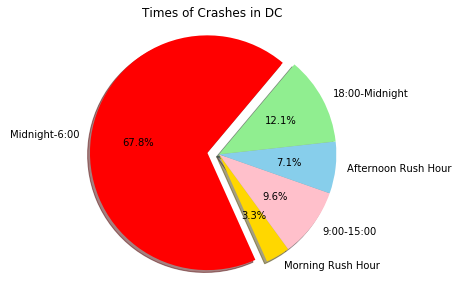 Times of Crashes in DC
18:00-Midnight
12.1%
Midnight-6:00
67.8%
7.1%
Afternoon Rush Hour
9.6%
3.3%
9:00-15:00
Morning Rush Hour